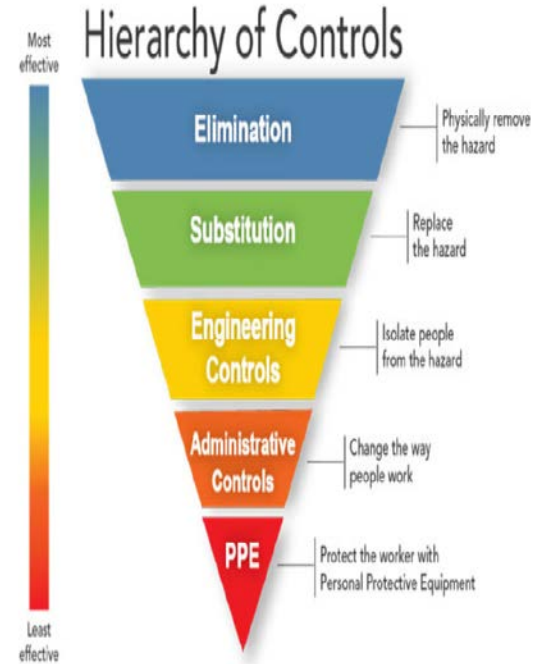 Hierarchy of Controls
Most
effective
Elimination
Physically remove
the hazard
Substitution
Replace
the hazard
Engineering
Controls
Isolate people
from the hazard
Administrative
Controls
Change the way
people work
PPE
Protect the worker with
Personal Protective Equipment
Least
effective